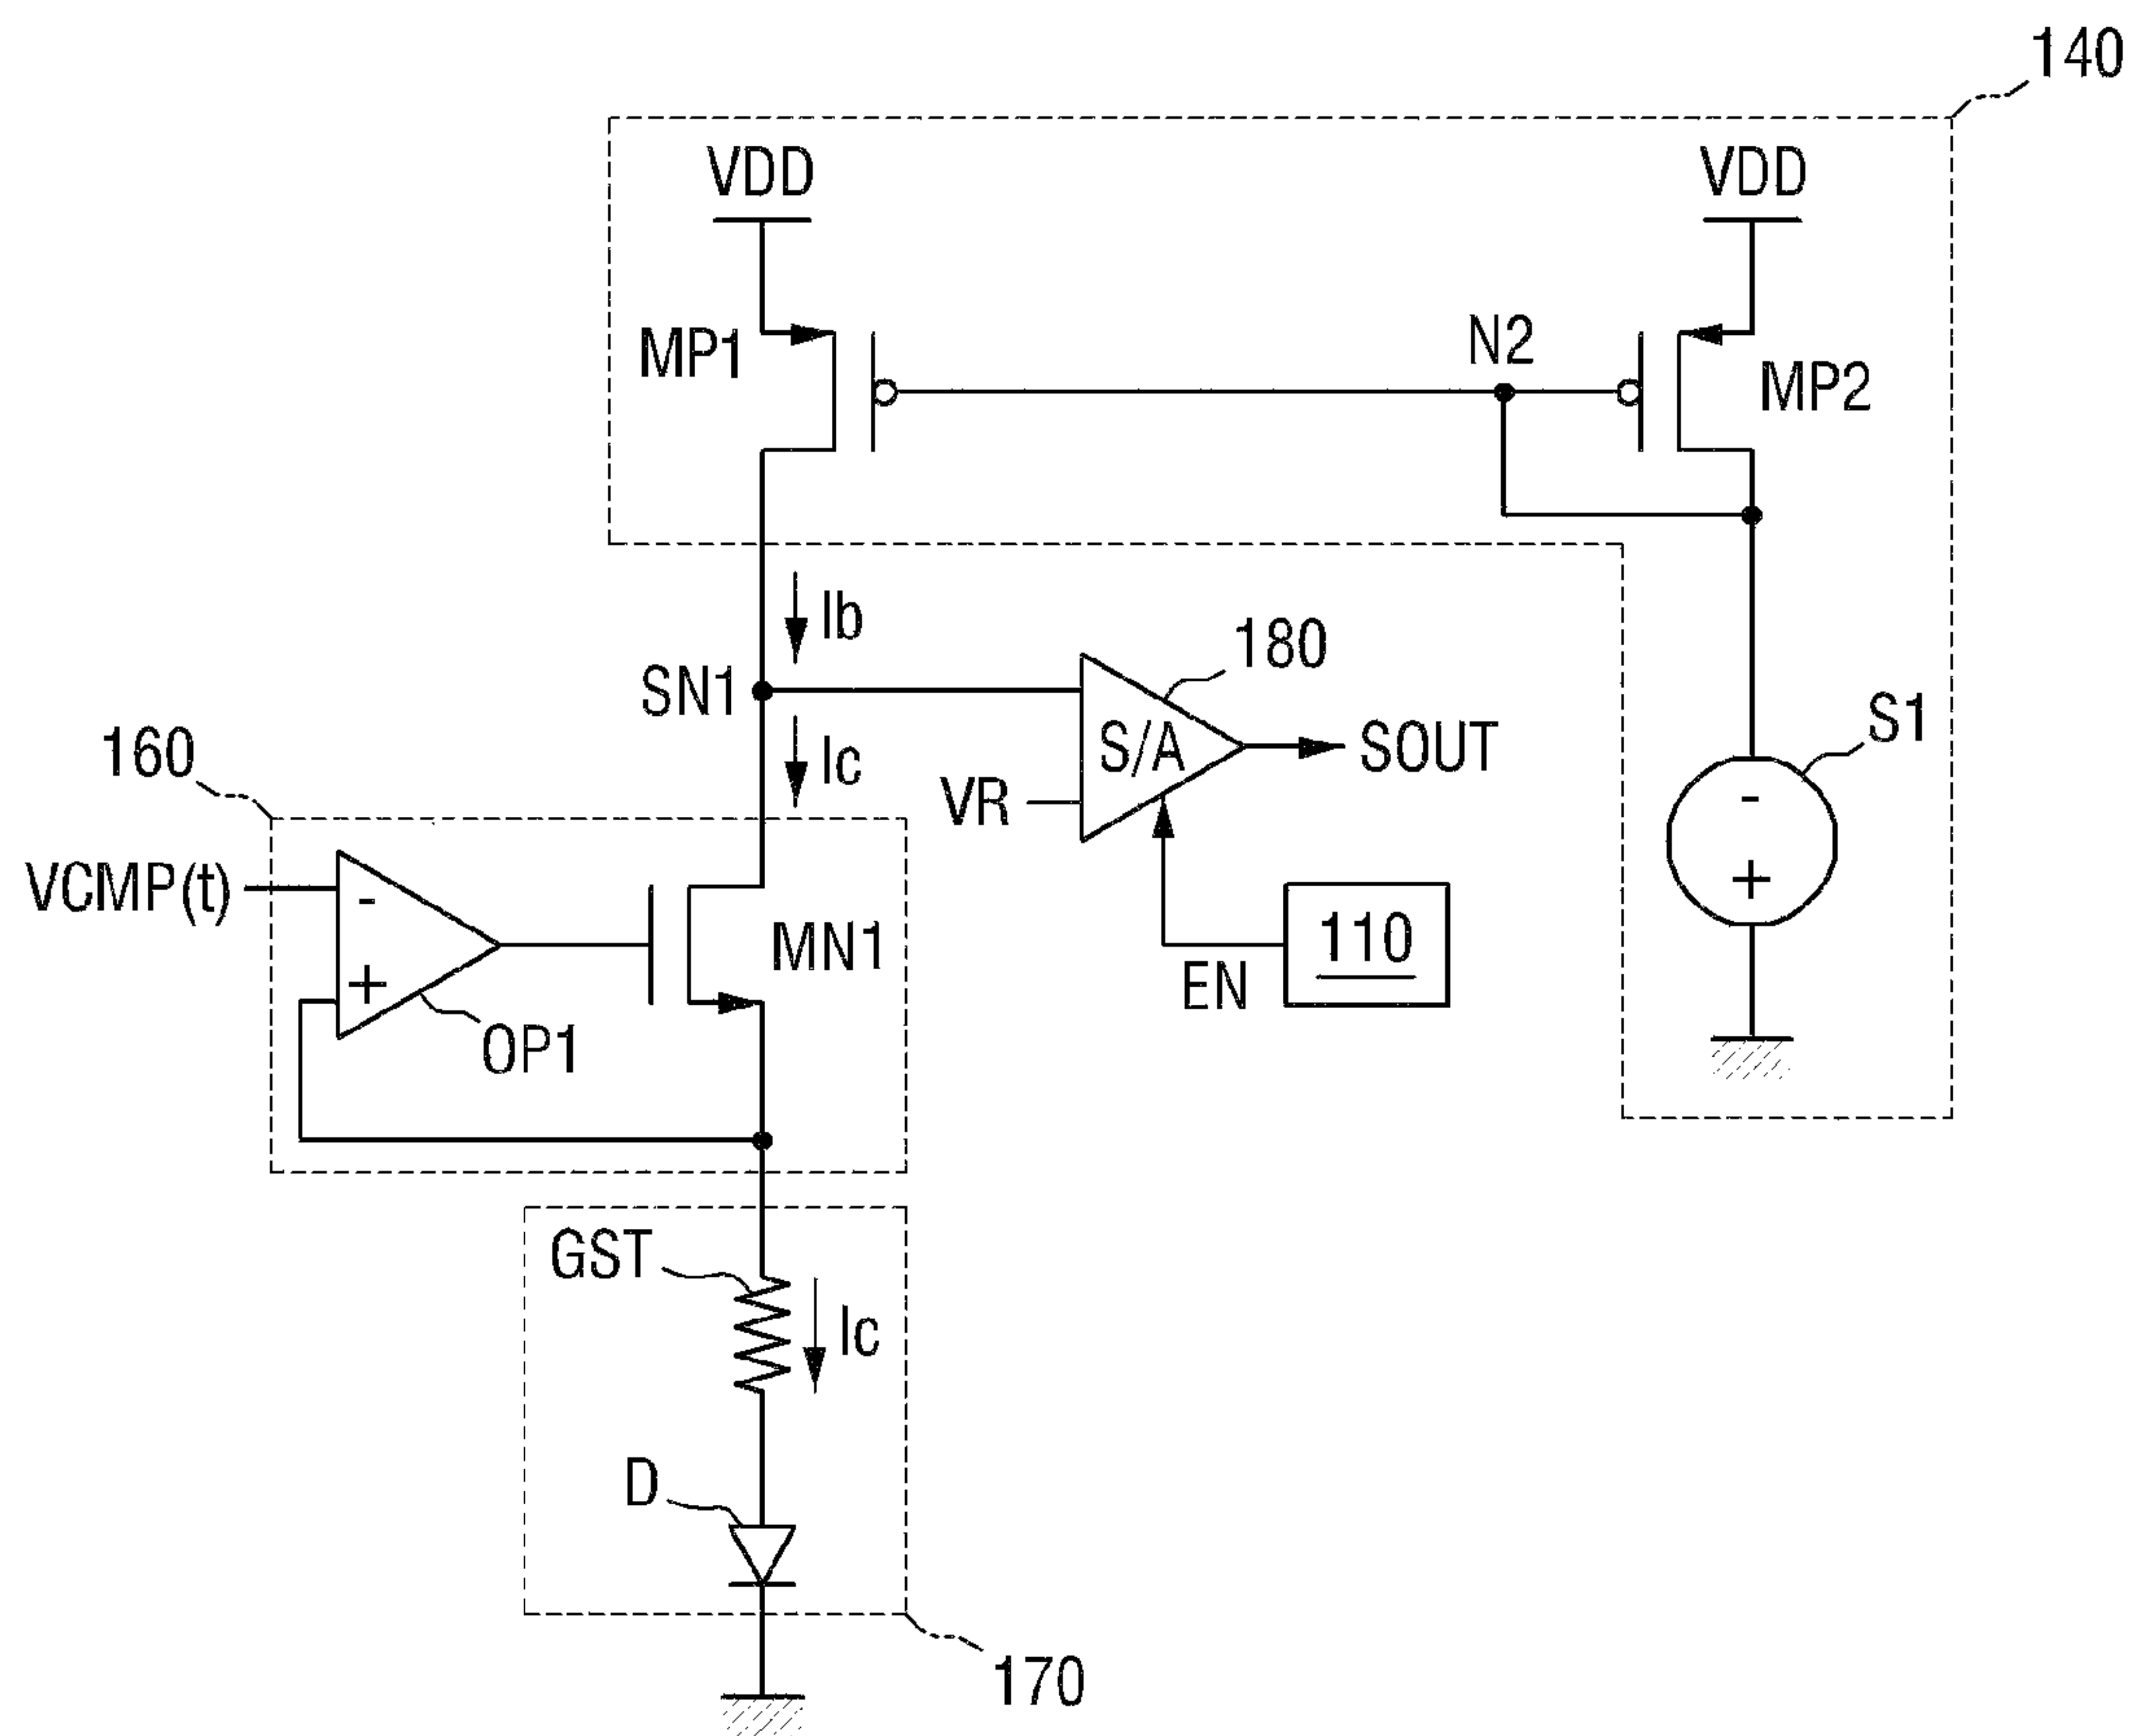 140
VDD
VDD
MP1
N2
MP2
Ib
SN1
180
S/A
SOUT
S1
160
Ic
VR
-
+
VCMP(t)
-
+
MN1
110
EN
OP1
GST
Ic
D
170